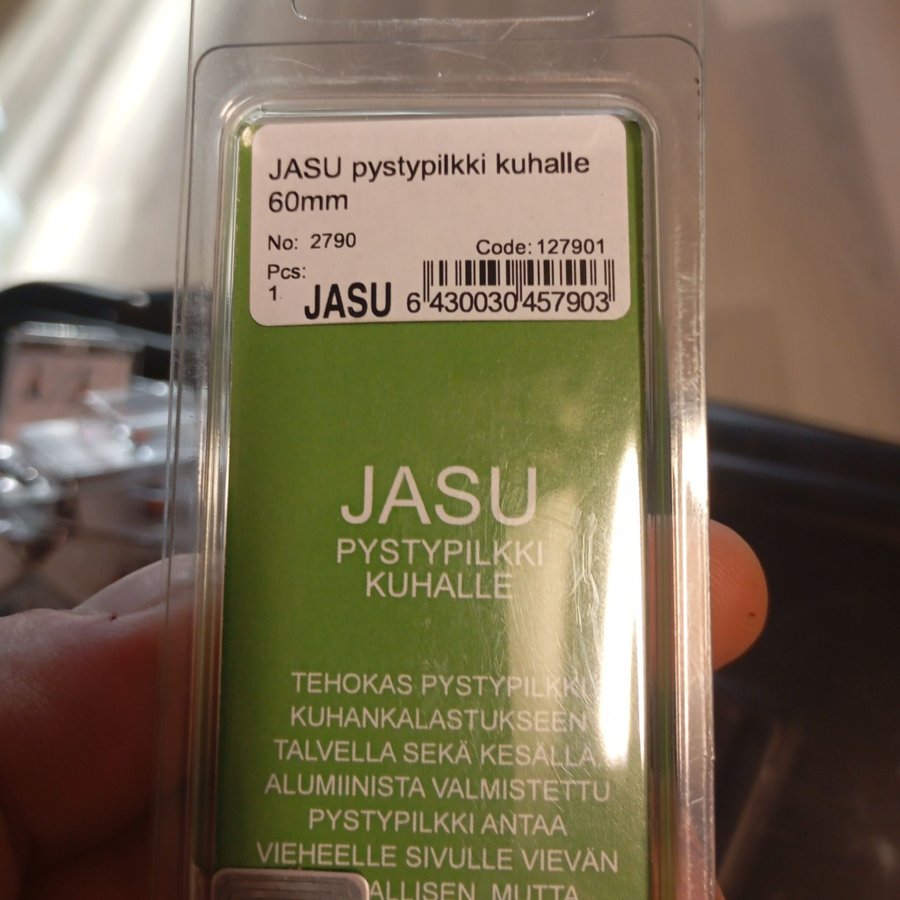 JASU pystypilkki kuhalle
60mm
No: 2790
Code: 127901
Pcs:
1
JASU
6 430030 457903
JASU
PYSTYPILKKI
KUHALLE
TEHOKAS PYSTYPILKKI
KUHANKALASTUKSEEN
TALVELLA SEKÄ KESÄLLÄ.
ALUMIINISTA VALMISTETTU
PYSTYPILKKI ANTAA
VIEHEELLE SIVULLE VIEVÄN
MUTTA